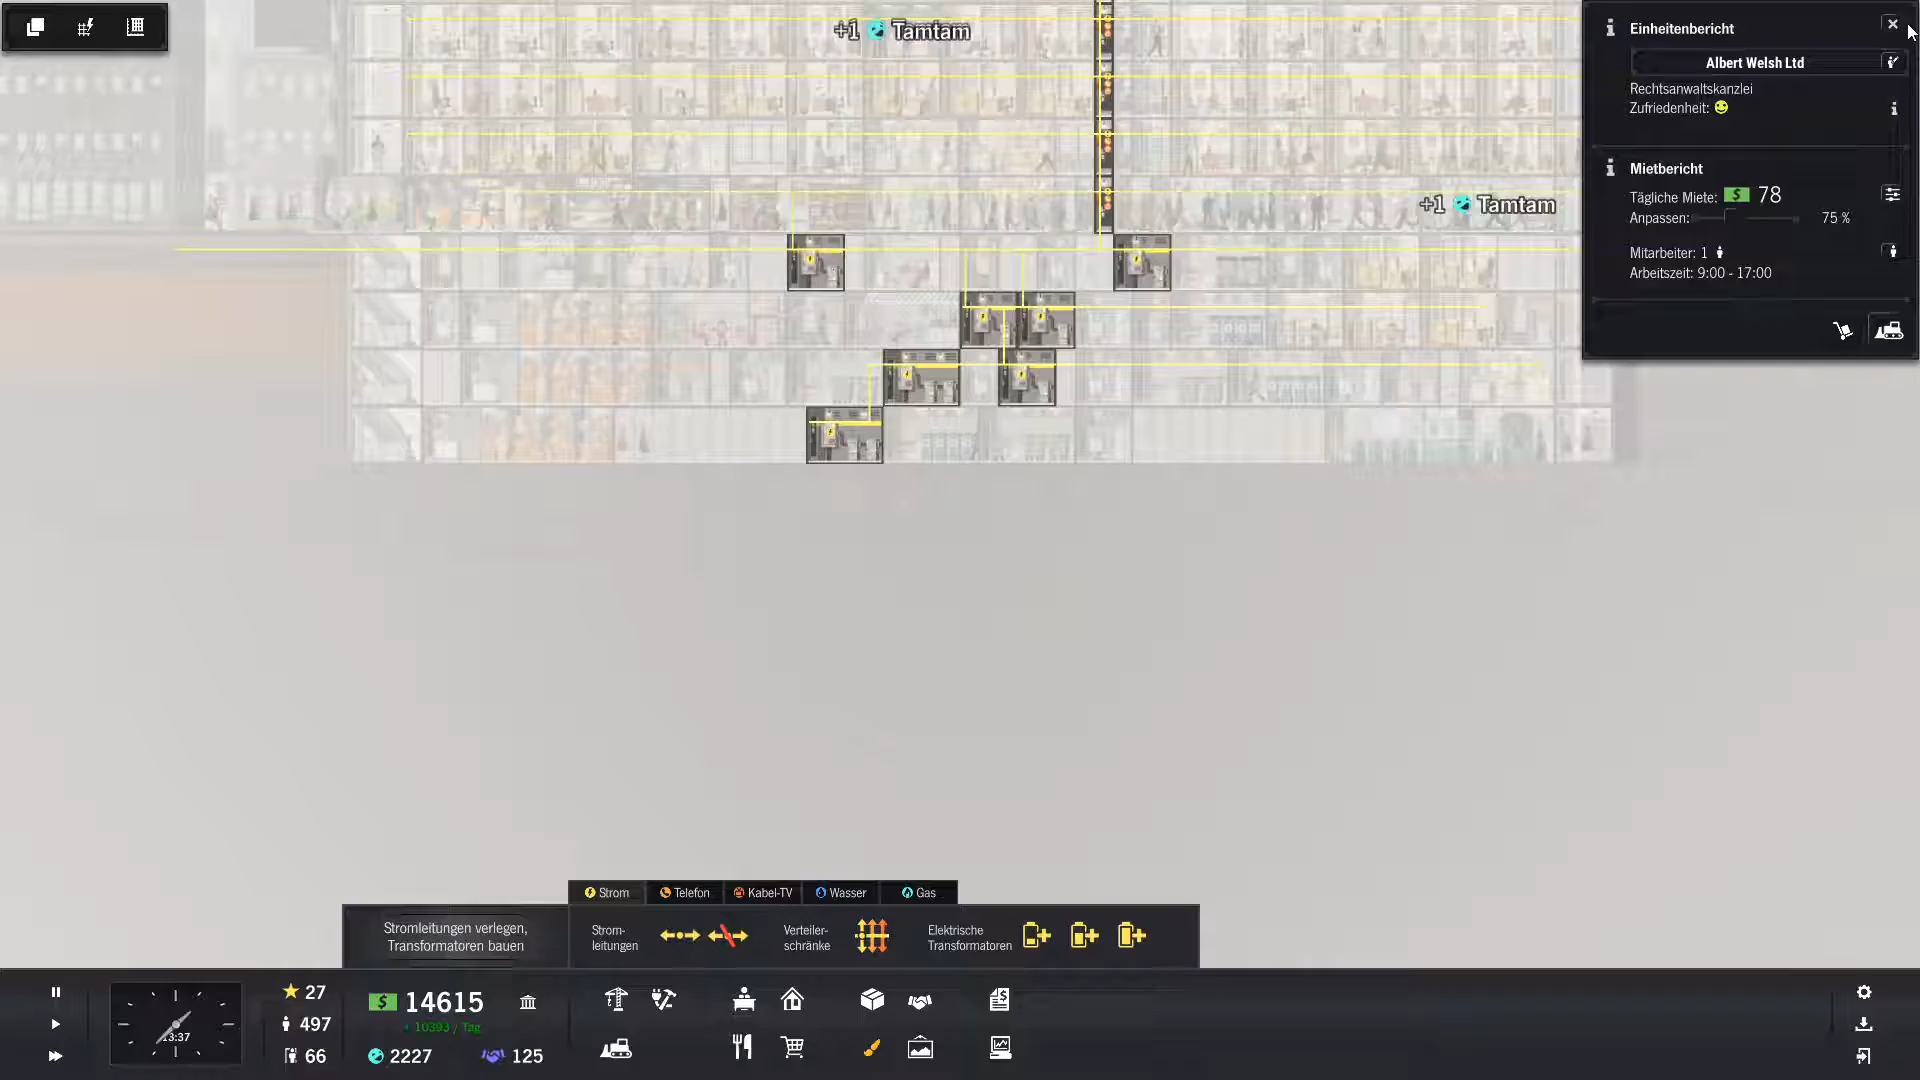 +1 Tamtam
Einheitenbericht
Albert Welsh Ltd
Rechtsanwaltskanzlei
Zufriedenheit:
Mietbericht
Tägliche Miete: $ 78
Anpassen: 75 %
Mitarbeiter: 1
Arbeitszeit: 9:00 - 17:00
+1 Tamtam
Strom
Telefon
Kabel-TV
Wasser
Gas
Stromleitungen verlegen,
Transformatoren bauen
Strom-
leitungen
Verteiler-
schränke
Elektrische
Transformatoren
13:37
27
497
66
$ 14615
10393 / Tag
2227
125